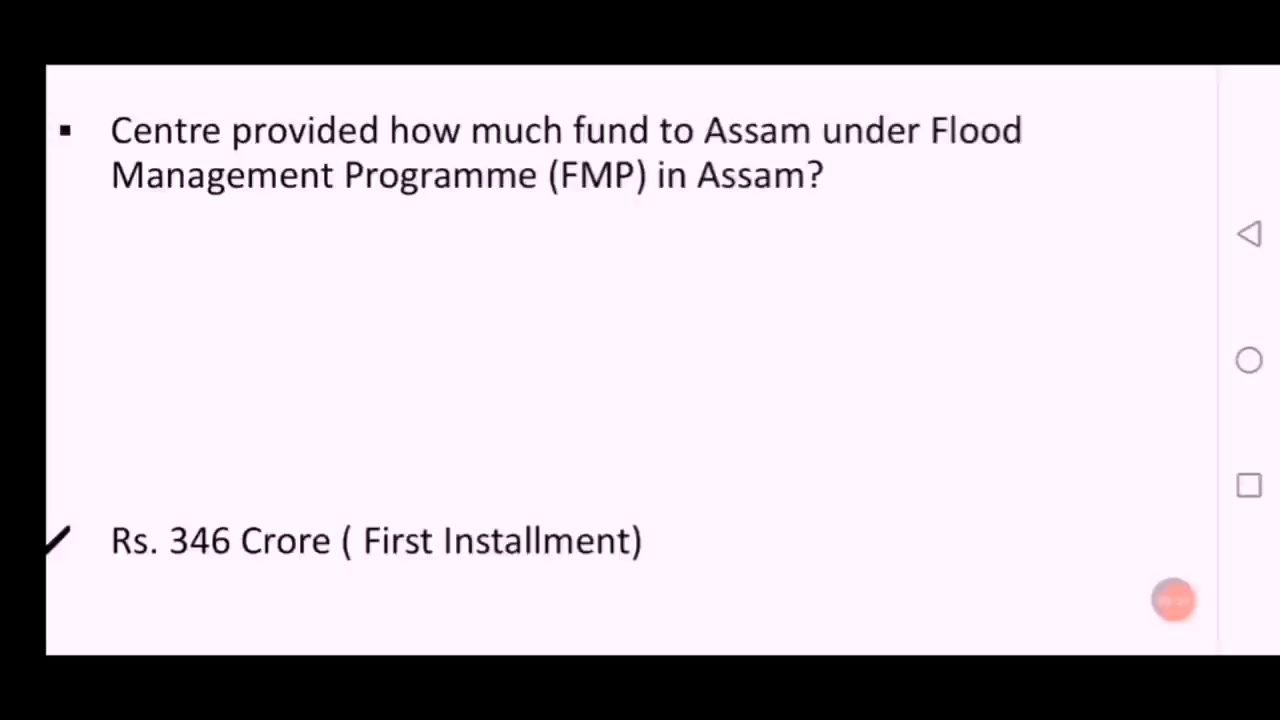 ▪ Centre provided how much fund to Assam under Flood
Management Programme (FMP) in Assam?
Rs. 346 Crore ( First Installment)